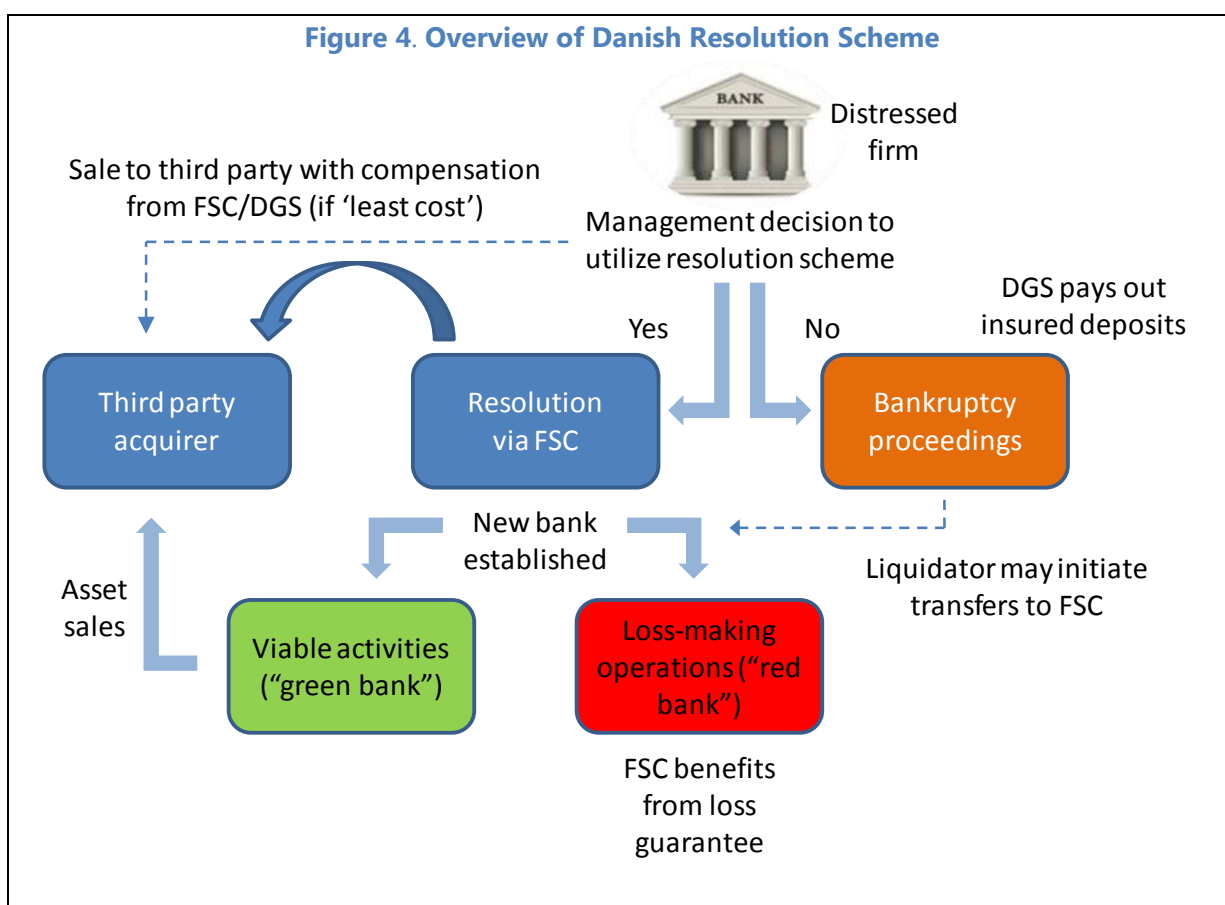 Figure 4. Overview of Danish Resolution Scheme
BANK
Distressed
firm
Sale to third party with compensation
from FSC/DGS (if ‘least cost’)
Management decision to
utilize resolution scheme
DGS pays out
insured deposits
Yes
No
Third party
acquirer
Resolution
via FSC
Bankruptcy
proceedings
New bank
established
Liquidator may initiate
transfers to FSC
Asset
sales
Viable activities
(“green bank”)
Loss-making
operations (“red
bank”)
FSC benefits
from loss
guarantee